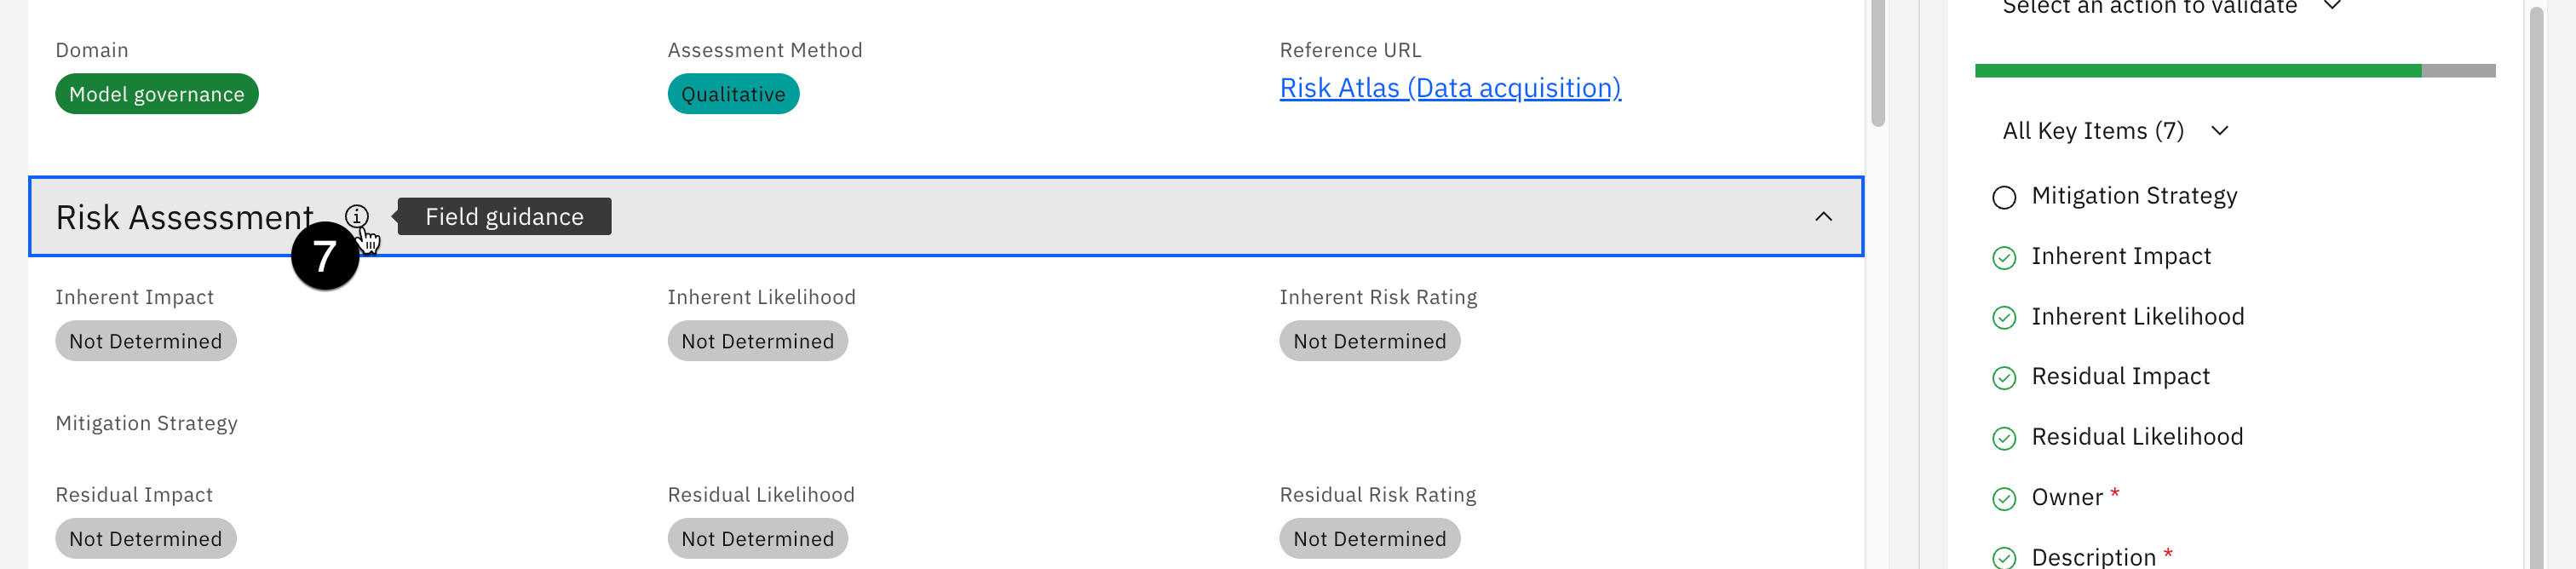 Select an action to validate
Domain
Assessment Method
Reference URL
Model governance
Qualitative
Risk Atlas (Data acquisition)
All Key Items (7)
Risk Assessment
Field guidance
7
Mitigation Strategy
Inherent Impact
Inherent Likelihood
Residual Impact
Residual Likelihood
Owner *
Description *
Inherent Impact
Inherent Likelihood
Inherent Risk Rating
Not Determined
Not Determined
Not Determined
Mitigation Strategy
Residual Impact
Residual Likelihood
Residual Risk Rating
Not Determined
Not Determined
Not Determined